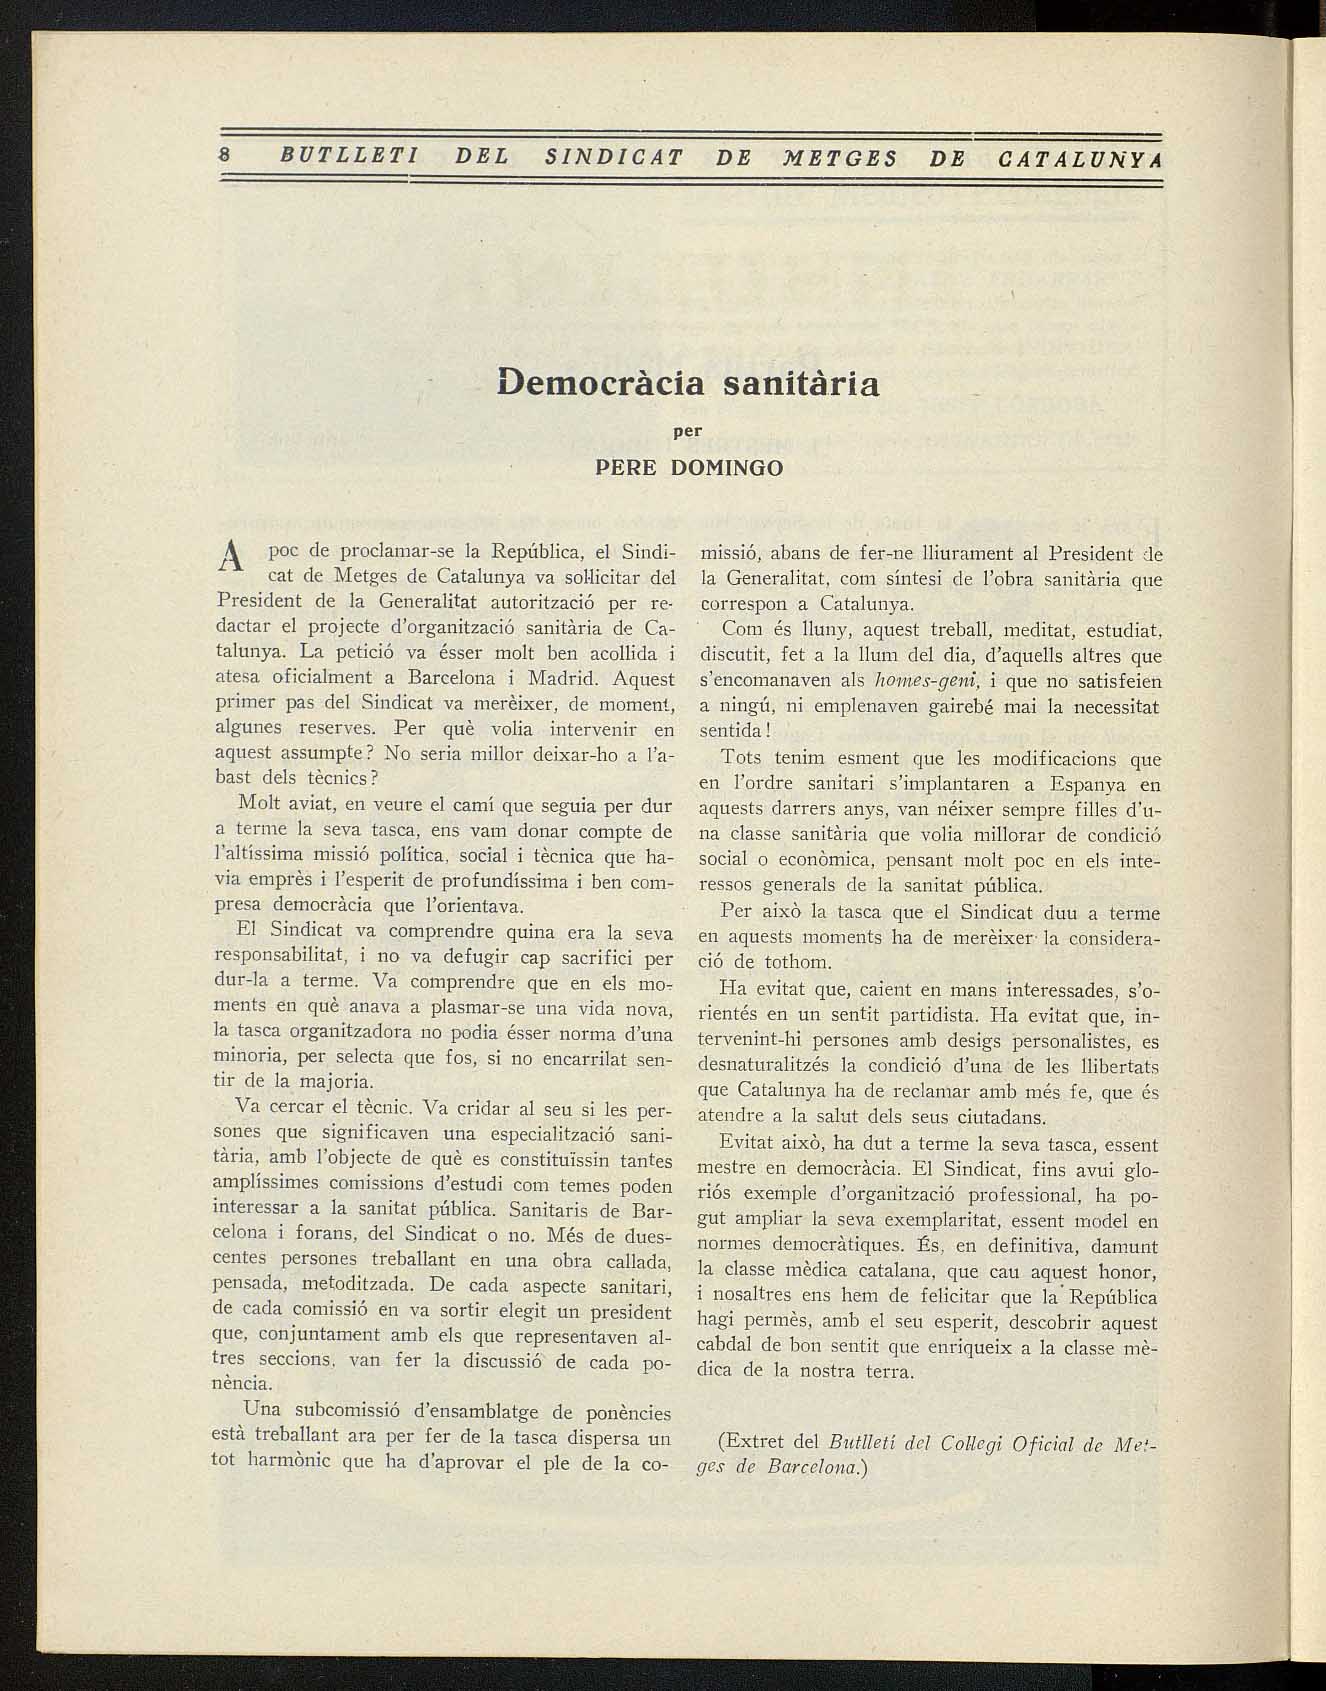 8 BUTLLETI DEL SINDICAT DE METGES DE CATALUNYA
Democràcia sanitària
per
PERE DOMINGO
A poc de proclamar-se la República, el Sindi-
cat de Metges de Catalunya va sol·licitar del
President de la Generalitat autorització per re-
dactar el projecte d'organització sanitària de Ca-
talunya. La petició va ésser molt ben acollida i
atesa oficialment a Barcelona i Madrid. Aquest
primer pas del Sindicat va merèixer, de moment,
algunes reserves. Per què volia intervenir en
aquest assumpte? No seria millor deixar-ho a l'a-
bast dels tècnics?
Molt aviat, en veure el camí que seguia per dur
a terme la seva tasca, ens vam donar compte de
l'altíssima missió política, social i tècnica que ha-
via emprès i l'esperit de profundíssima i ben com-
presa democràcia que l'orientava.
El Sindicat va comprendre quina era la seva
responsabilitat, i no va defugir cap sacrifici per
dur-la a terme. Va comprendre que en els mo-
ments en què anava a plasmar-se una vida nova,
la tasca organitzadora no podia ésser norma d'una
minoria, per selecta que fos, si no encarrilat sen-
tir de la majoria.
Va cercar el tècnic. Va cridar al seu si les per-
sones que significaven una especialització sani-
tària, amb l'objecte de què es constituïssin tantes
amplíssimes comissions d'estudi com temes poden
interessar a la sanitat pública. Sanitaris de Bar-
celona i forans, del Sindicat o no. Més de dues-
centes persones treballant en una obra callada,
pensada, metoditzada. De cada aspecte sanitari,
de cada comissió en va sortir elegit un president
que, conjuntament amb els que representaven al-
tres seccions, van fer la discussió de cada po-
nència.
Una subcomissió d'ensamblatge de ponències
està treballant ara per fer de la tasca dispersa un
tot harmònic que ha d'aprovar el ple de la co-
missió, abans de fer-ne lliurament al President de
la Generalitat, com síntesi de l'obra sanitària que
correspon a Catalunya.
Com és lluny, aquest treball, meditat, estudiat,
discutit, fet a la llum del dia, d'aquells altres que
s'encomanaven als homes-geni, i que no satisfeien
a ningú, ni emplenaven gairebé mai la necessitat
sentida!
Tots tenim esment que les modificacions que
en l'ordre sanitari s'implantaren a Espanya en
aquests darrers anys, van néixer sempre filles d'u-
na classe sanitària que volia millorar de condició
social o econòmica, pensant molt poc en els inte-
ressos generals de la sanitat pública.
Per això la tasca que el Sindicat duu a terme
en aquests moments ha de merèixer la considera-
ció de tothom.
Ha evitat que, caient en mans interessades, s'o-
rientés en un sentit partidista. Ha evitat que, in-
tervenint-hi persones amb desigs personalistes, es
desnaturalitzés la condició d'una de les llibertats
que Catalunya ha de reclamar amb més fe, que és
atendre a la salut dels seus ciutadans.
Evitat això, ha dut a terme la seva tasca, essent
mestre en democràcia. El Sindicat, fins avui glo-
riós exemple d'organització professional, ha po-
gut ampliar la seva exemplaritat, essent model en
normes democràtiques. És, en definitiva, damunt
la classe mèdica catalana, que cau aquest honor,
i nosaltres ens hem de felicitar que la República
hagi permès, amb el seu esperit, descobrir aquest
cabdal de bon sentit que enriqueix a la classe mè-
dica de la nostra terra.
(Extret del Butlletí del Col·legi Oficial de Met-
ges de Barcelona.)